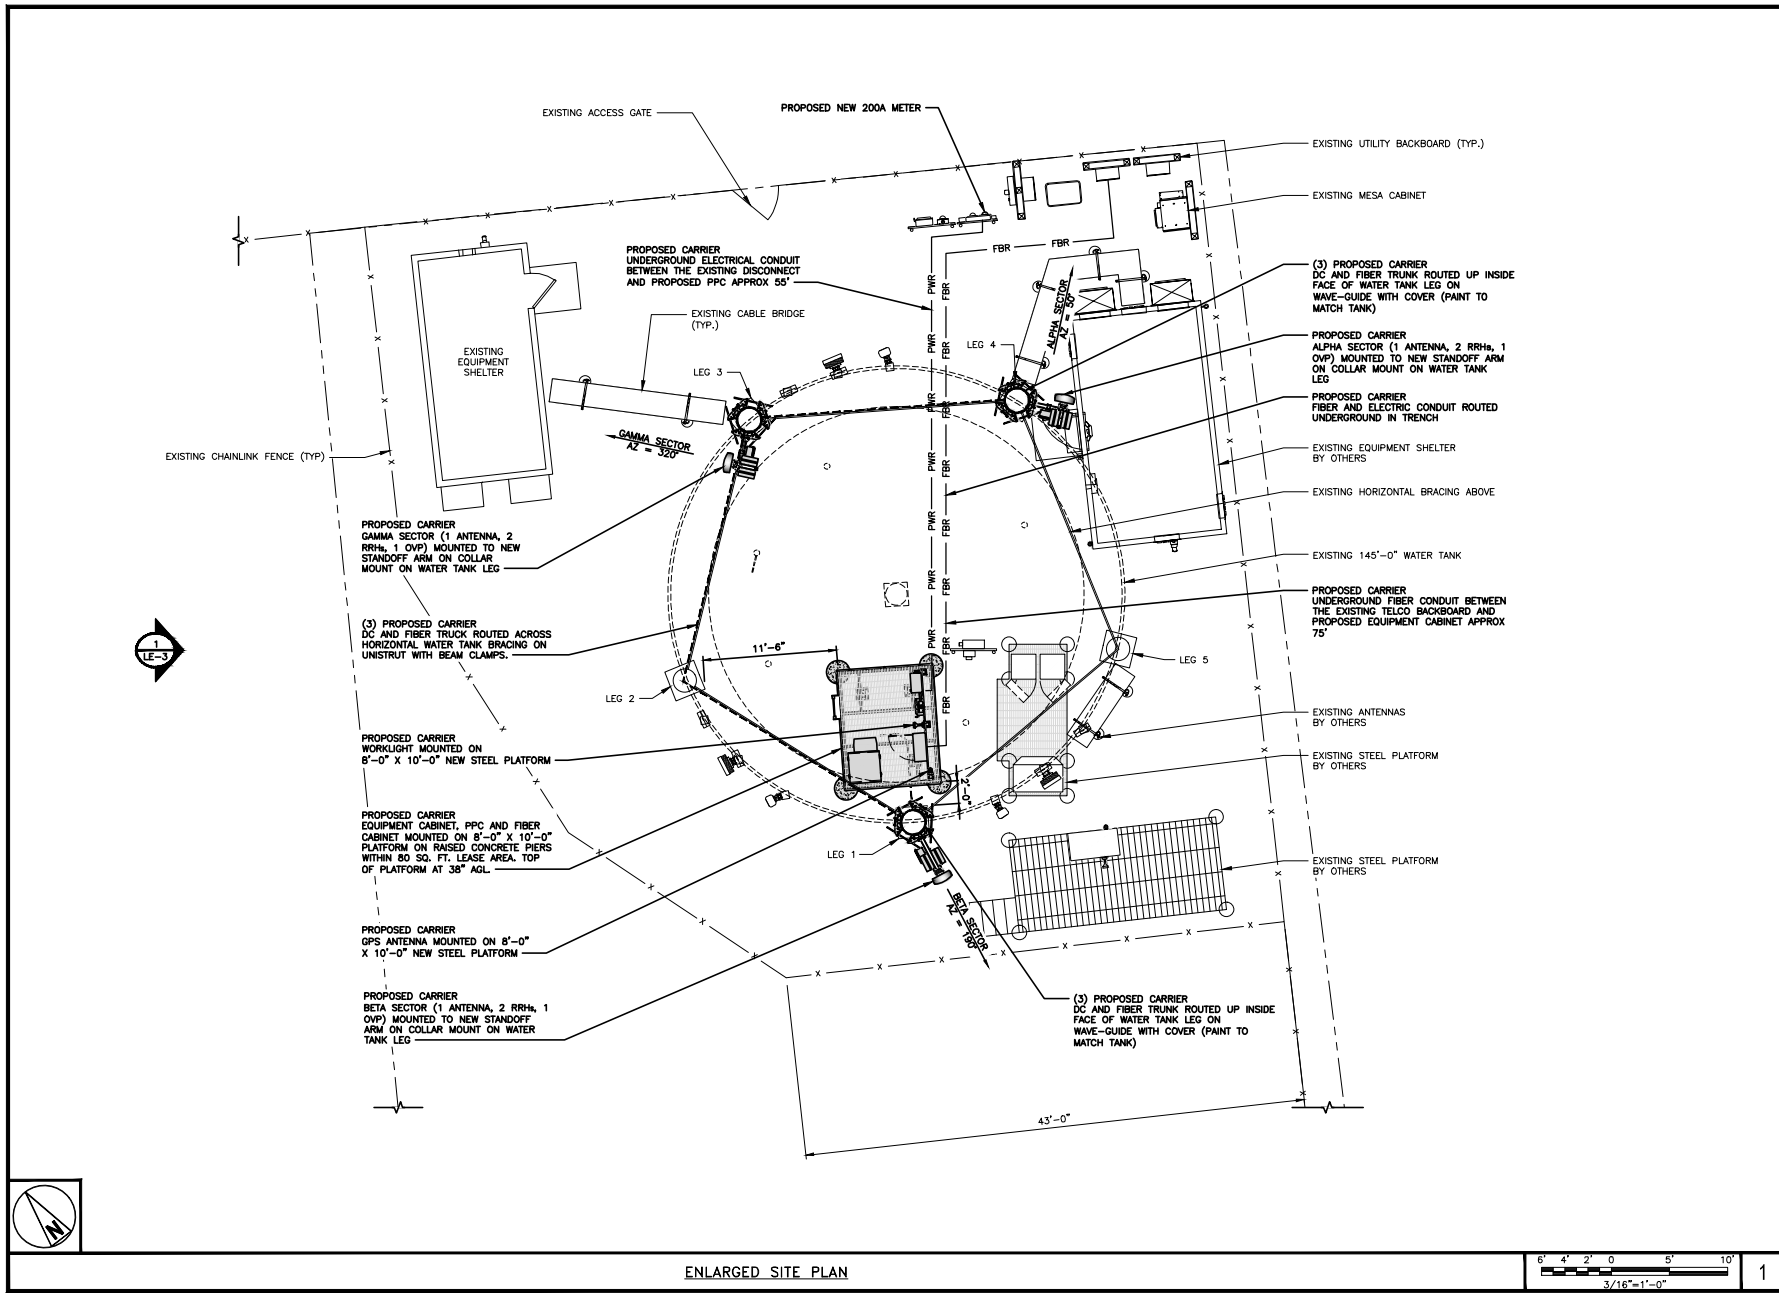 EXISTING ACCESS GATE
PROPOSED NEW 200A METER
EXISTING UTILITY BACKBOARD (TYP.)
EXISTING MESA CABINET
PROPOSED CARRIER
UNDERGROUND ELECTRICAL CONDUIT
BETWEEN THE EXISTING DISCONNECT
AND PROPOSED PPC APPROX 55'
FBR
FBR
(3) PROPOSED CARRIER
DC AND FIBER TRUNK ROUTED UP INSIDE
FACE OF WATER TANK LEG ON
WAVE-GUIDE WITH COVER (PAINT TO
MATCH TANK)
EXISTING CABLE BRIDGE
(TYP.)
PWR
FBR
ALPHA SECTOR
AZ = 50°
EXISTING
EQUIPMENT
SHELTER
LEG 3
LEG 4
PWR
FBR
PROPOSED CARRIER
ALPHA SECTOR (1 ANTENNA, 2 RRHs, 1
OVP) MOUNTED TO NEW STANDOFF ARM
ON COLLAR MOUNT ON WATER TANK
LEG
PWR
FBR
PROPOSED CARRIER
FIBER AND ELECTRIC CONDUIT ROUTED
UNDERGROUND IN TRENCH
GAMMA SECTOR
AZ = 320°
EXISTING CHAINLINK FENCE (TYP)
PWR
FBR
EXISTING EQUIPMENT SHELTER
BY OTHERS
EXISTING HORIZONTAL BRACING ABOVE
PROPOSED CARRIER
GAMMA SECTOR (1 ANTENNA, 2
RRHs, 1 OVP) MOUNTED TO NEW
STANDOFF ARM ON COLLAR
MOUNT ON WATER TANK LEG
PWR
FBR
EXISTING 145'-0" WATER TANK
PWR
FBR
PROPOSED CARRIER
UNDERGROUND FIBER CONDUIT BETWEEN
THE EXISTING TELCO BACKBOARD AND
PROPOSED EQUIPMENT CABINET APPROX
75'
1
LE-3
(3) PROPOSED CARRIER
DC AND FIBER TRUCK ROUTED ACROSS
HORIZONTAL WATER TANK BRACING ON
UNISTRUT WITH BEAM CLAMPS.
11'-6"
PWR
FBR
LEG 5
LEG 2
FBR
EXISTING ANTENNAS
BY OTHERS
PROPOSED CARRIER
WORKLIGHT MOUNTED ON
8'-0" X 10'-0" NEW STEEL PLATFORM
EXISTING STEEL PLATFORM
BY OTHERS
2'-0"
PROPOSED CARRIER
EQUIPMENT CABINET, PPC AND FIBER
CABINET MOUNTED ON 8'-0" X 10'-0"
PLATFORM ON RAISED CONCRETE PIERS
WITHIN 80 SQ. FT. LEASE AREA. TOP
OF PLATFORM AT 38" AGL.
LEG 1
EXISTING STEEL PLATFORM
BY OTHERS
BETA SECTOR
AZ = 190°
PROPOSED CARRIER
GPS ANTENNA MOUNTED ON 8'-0"
X 10'-0" NEW STEEL PLATFORM
PROPOSED CARRIER
BETA SECTOR (1 ANTENNA, 2 RRHs, 1
OVP) MOUNTED TO NEW STANDOFF
ARM ON COLLAR MOUNT ON WATER
TANK LEG
(3) PROPOSED CARRIER
DC AND FIBER TRUNK ROUTED UP INSIDE
FACE OF WATER TANK LEG ON
WAVE-GUIDE WITH COVER (PAINT TO
MATCH TANK)
43'-0"
N
ENLARGED SITE PLAN
6' 4' 2' 0 5' 10'
3/16"=1'-0"
1